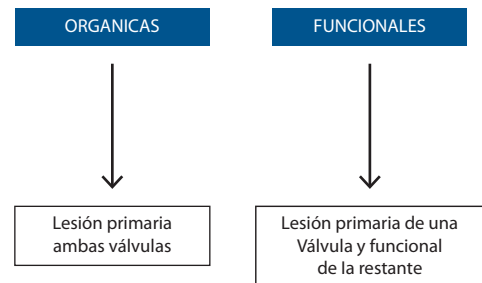 ORGANICAS
FUNCIONALES
Lesión primaria
ambas válvulas
Lesión primaria de una
Válvula y funcional
de la restante